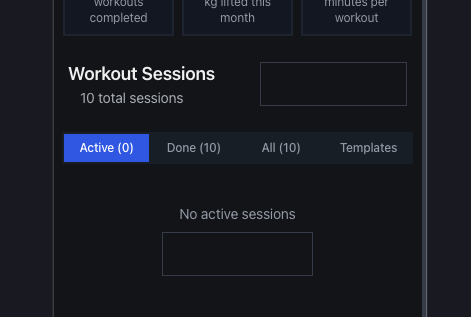 workouts
completed
kg lifted this
month
minutes per
workout
Workout Sessions
10 total sessions
Active (0)
Done (10)
All (10)
Templates
No active sessions